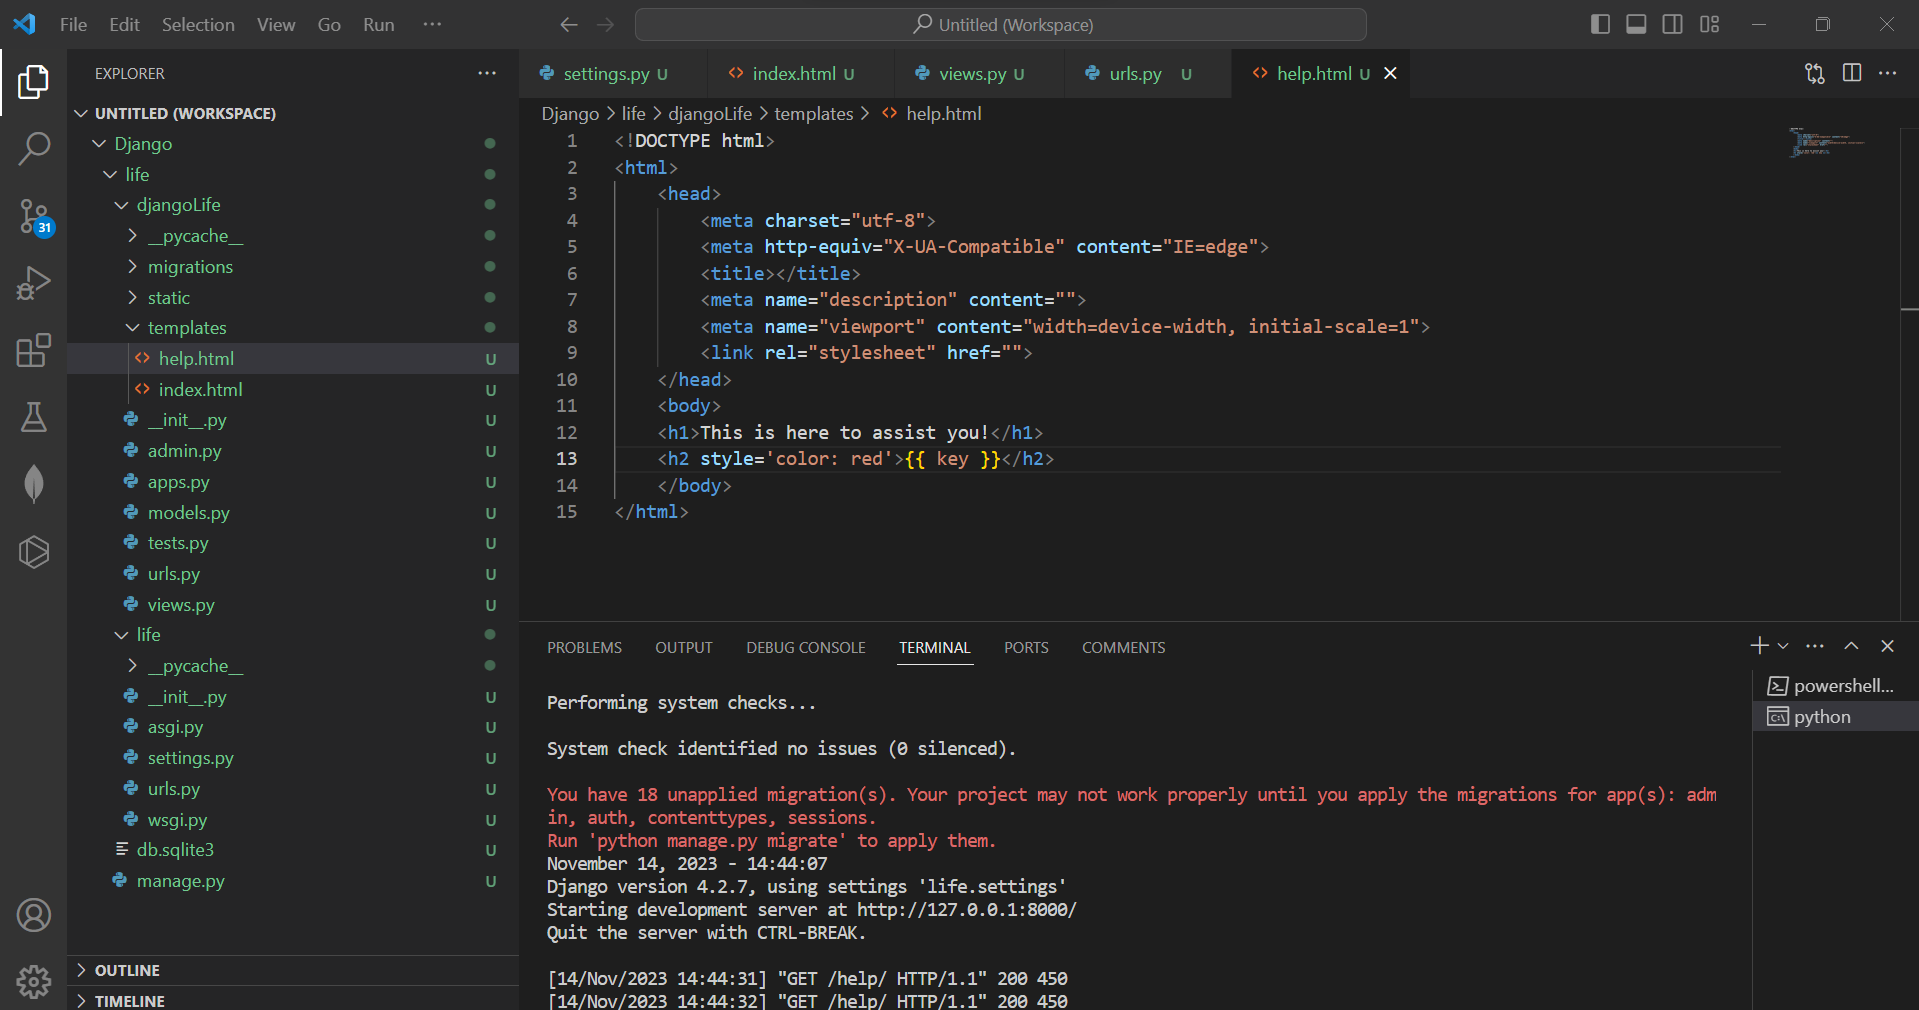 File Edit Selection View Go Run ···
Untitled (Workspace)
EXPLORER
UNTITLED (WORKSPACE)
Django
life
djangoLife
__pycache__
migrations
static
templates
help.html U
index.html U
__init__.py U
admin.py U
apps.py U
models.py U
tests.py U
urls.py U
views.py U
life
__pycache__
__init__.py U
asgi.py U
settings.py U
urls.py U
wsgi.py U
db.sqlite3 U
manage.py U
OUTLINE
TIMELINE
31
settings.py U index.html U views.py U urls.py U help.html U
Django > life > djangoLife > templates > <> help.html
1 <!DOCTYPE html>
2 <html>
3 <head>
4 <meta charset="utf-8">
5 <meta http-equiv="X-UA-Compatible" content="IE=edge">
6 <title></title>
7 <meta name="description" content="">
8 <meta name="viewport" content="width=device-width, initial-scale=1">
9 <link rel="stylesheet" href="">
10 </head>
11 <body>
12 <h1>This is here to assist you!</h1>
13 <h2 style='color: red'>{{ key }}</h2>
14 </body>
15 </html>
PROBLEMS OUTPUT DEBUG CONSOLE TERMINAL PORTS COMMENTS
Performing system checks...
System check identified no issues (0 silenced).
You have 18 unapplied migration(s). Your project may not work properly until you apply the migrations for app(s): adm
in, auth, contenttypes, sessions.
Run 'python manage.py migrate' to apply them.
November 14, 2023 - 14:44:07
Django version 4.2.7, using settings 'life.settings'
Starting development server at http://127.0.0.1:8000/
Quit the server with CTRL-BREAK.
[14/Nov/2023 14:44:31] "GET /help/ HTTP/1.1" 200 450
[14/Nov/2023 14:44:32] "GET /help/ HTTP/1.1" 200 450
powershell...
python